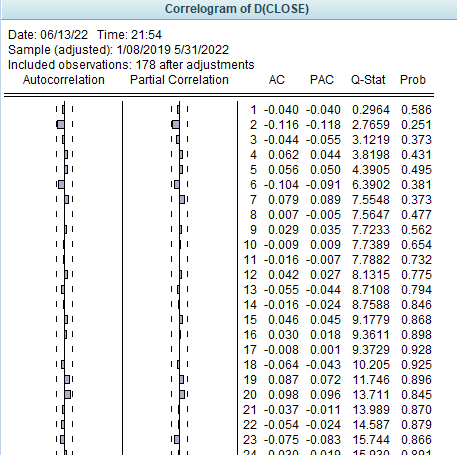 Correlogram of D(CLOSE)
Date: 06/13/22 Time: 21:54
Sample (adjusted): 1/08/2019 5/31/2022
Included observations: 178 after adjustments
Autocorrelation Partial Correlation AC PAC Q-Stat Prob
1 -0.040 -0.040 0.2964 0.586
2 -0.116 -0.118 2.7659 0.251
3 -0.044 -0.055 3.1219 0.373
4 0.062 0.044 3.8198 0.431
5 0.056 0.050 4.3905 0.495
6 -0.104 -0.091 6.3902 0.381
7 0.079 0.089 7.5548 0.373
8 0.007 -0.005 7.5647 0.477
9 0.029 0.035 7.7233 0.562
10 -0.009 0.009 7.7389 0.654
11 -0.016 -0.007 7.7882 0.732
12 0.042 0.027 8.1315 0.775
13 -0.055 -0.044 8.7108 0.794
14 -0.016 -0.024 8.7588 0.846
15 0.046 0.045 9.1779 0.868
16 0.030 0.018 9.3611 0.898
17 -0.008 0.001 9.3729 0.928
18 -0.064 -0.043 10.205 0.925
19 0.087 0.072 11.746 0.896
20 0.098 0.096 13.711 0.845
21 -0.037 -0.011 13.989 0.870
22 -0.054 -0.024 14.587 0.879
23 -0.075 -0.083 15.744 0.866